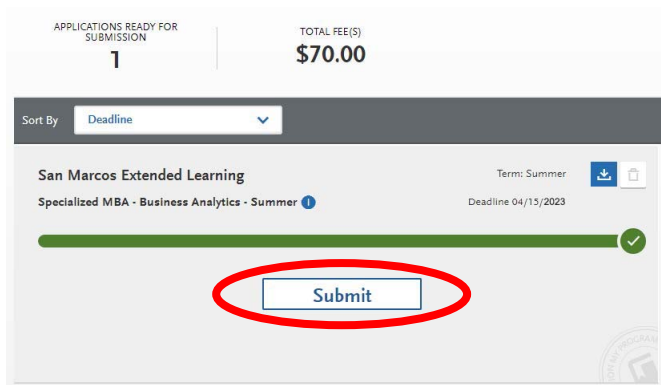 APPLICATIONS READY FOR
SUBMISSION
1
TOTAL FEE(S)
$70.00
Sort By
Deadline
San Marcos Extended Learning
Term: Summer
Specialized MBA - Business Analytics - Summer
Deadline 04/15/2023
Submit